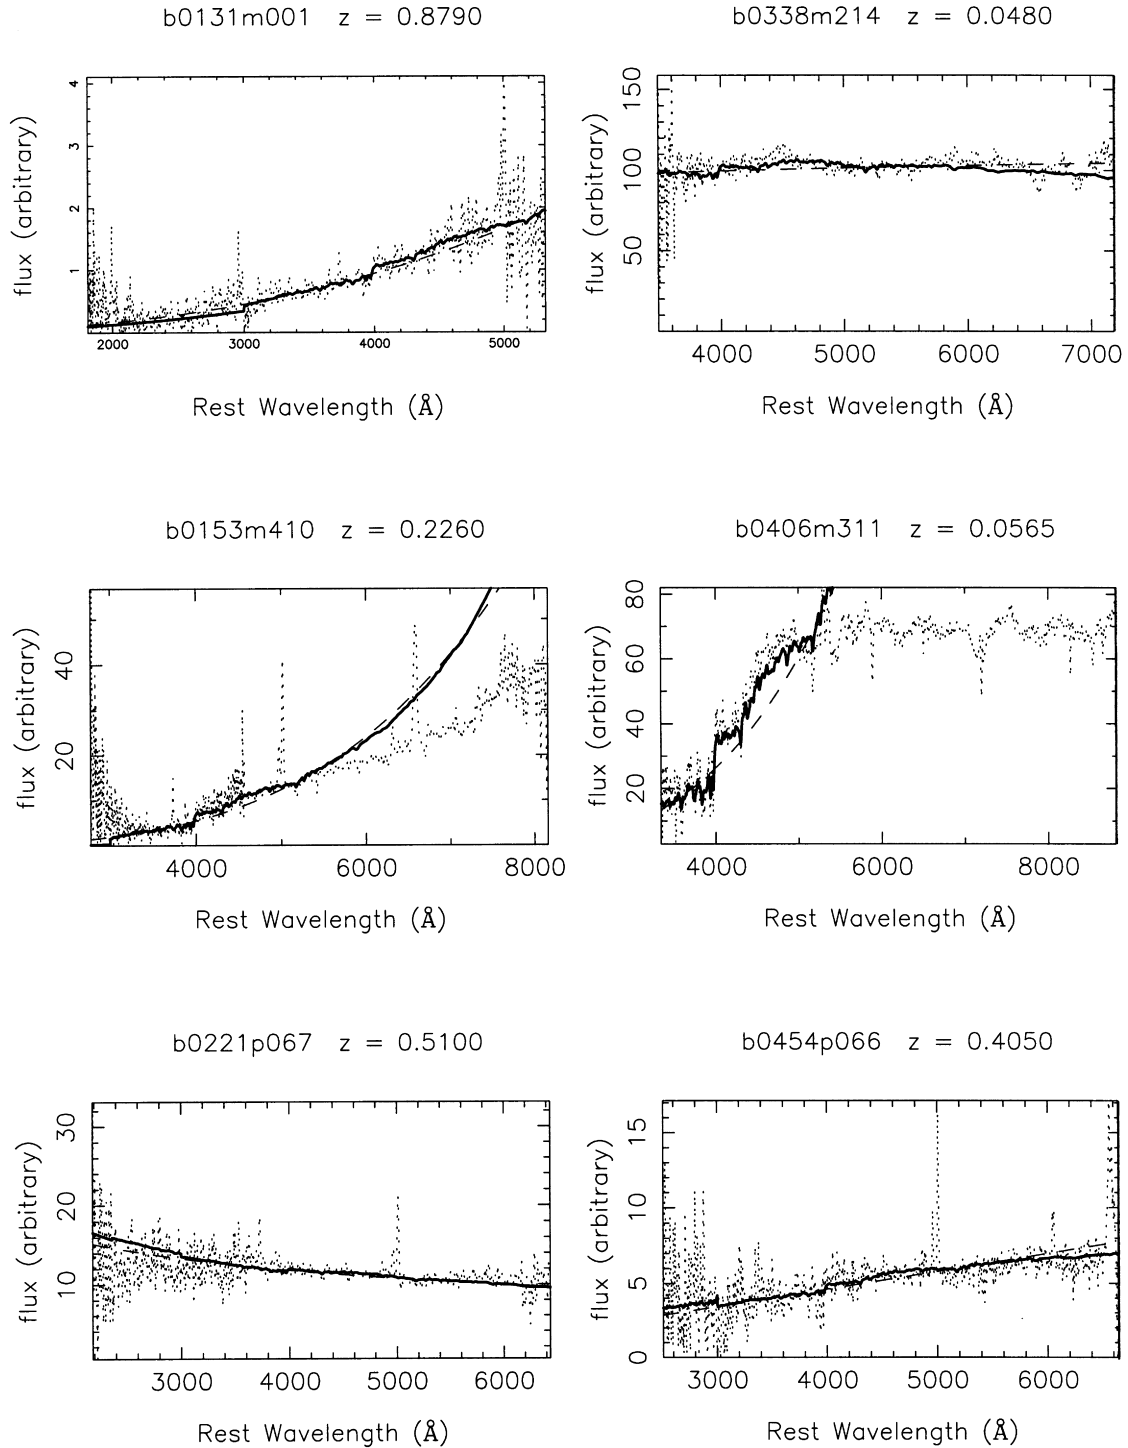 b0131m001 z = 0.8790
flux (arbitrary)
4
3
2
1
2000 3000 4000 5000
Rest Wavelength (Å)
b0338m214 z = 0.0480
flux (arbitrary)
150
100
50
4000 5000 6000 7000
Rest Wavelength (Å)
b0153m410 z = 0.2260
flux (arbitrary)
40
20
4000 6000 8000
Rest Wavelength (Å)
b0406m311 z = 0.0565
flux (arbitrary)
80
60
40
20
4000 6000 8000
Rest Wavelength (Å)
b0221p067 z = 0.5100
flux (arbitrary)
30
20
10
3000 4000 5000 6000
Rest Wavelength (Å)
b0454p066 z = 0.4050
flux (arbitrary)
15
10
5
0
3000 4000 5000 6000
Rest Wavelength (Å)